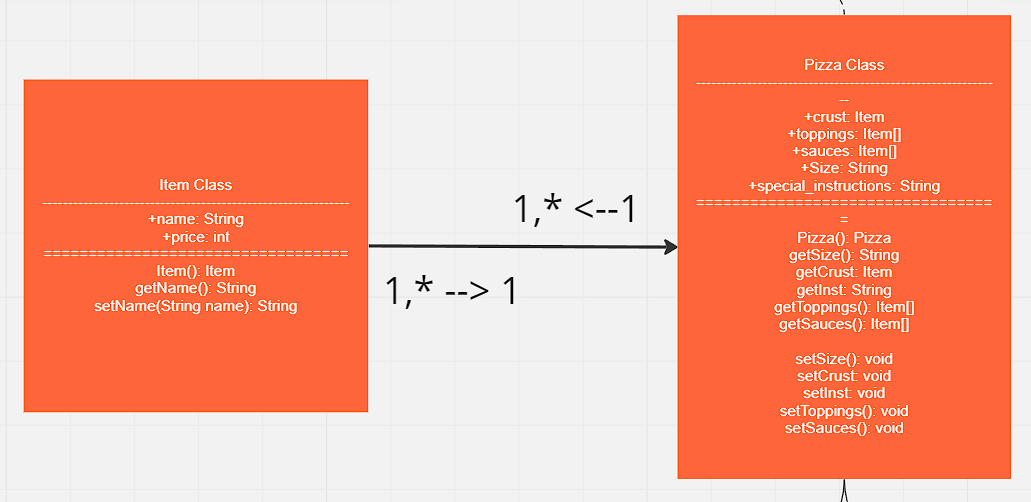 Item Class
--------------------------------------------------------------------------------
+name: String
+price: int
==================================
Item(): Item
getName(): String
setName(String name): String
1,* <--1
1,* --> 1
Pizza Class
------------------------------------------------------------------------------
--
+crust: Item
+toppings: Item[]
+sauces: Item[]
+Size: String
+special_instructions: String
=================================
=
Pizza(): Pizza
getSize(): String
getCrust: Item
getInst: String
getToppings(): Item[]
getSauces(): Item[]
setSize(): void
setCrust: void
setInst: void
setToppings(): void
setSauces(): void